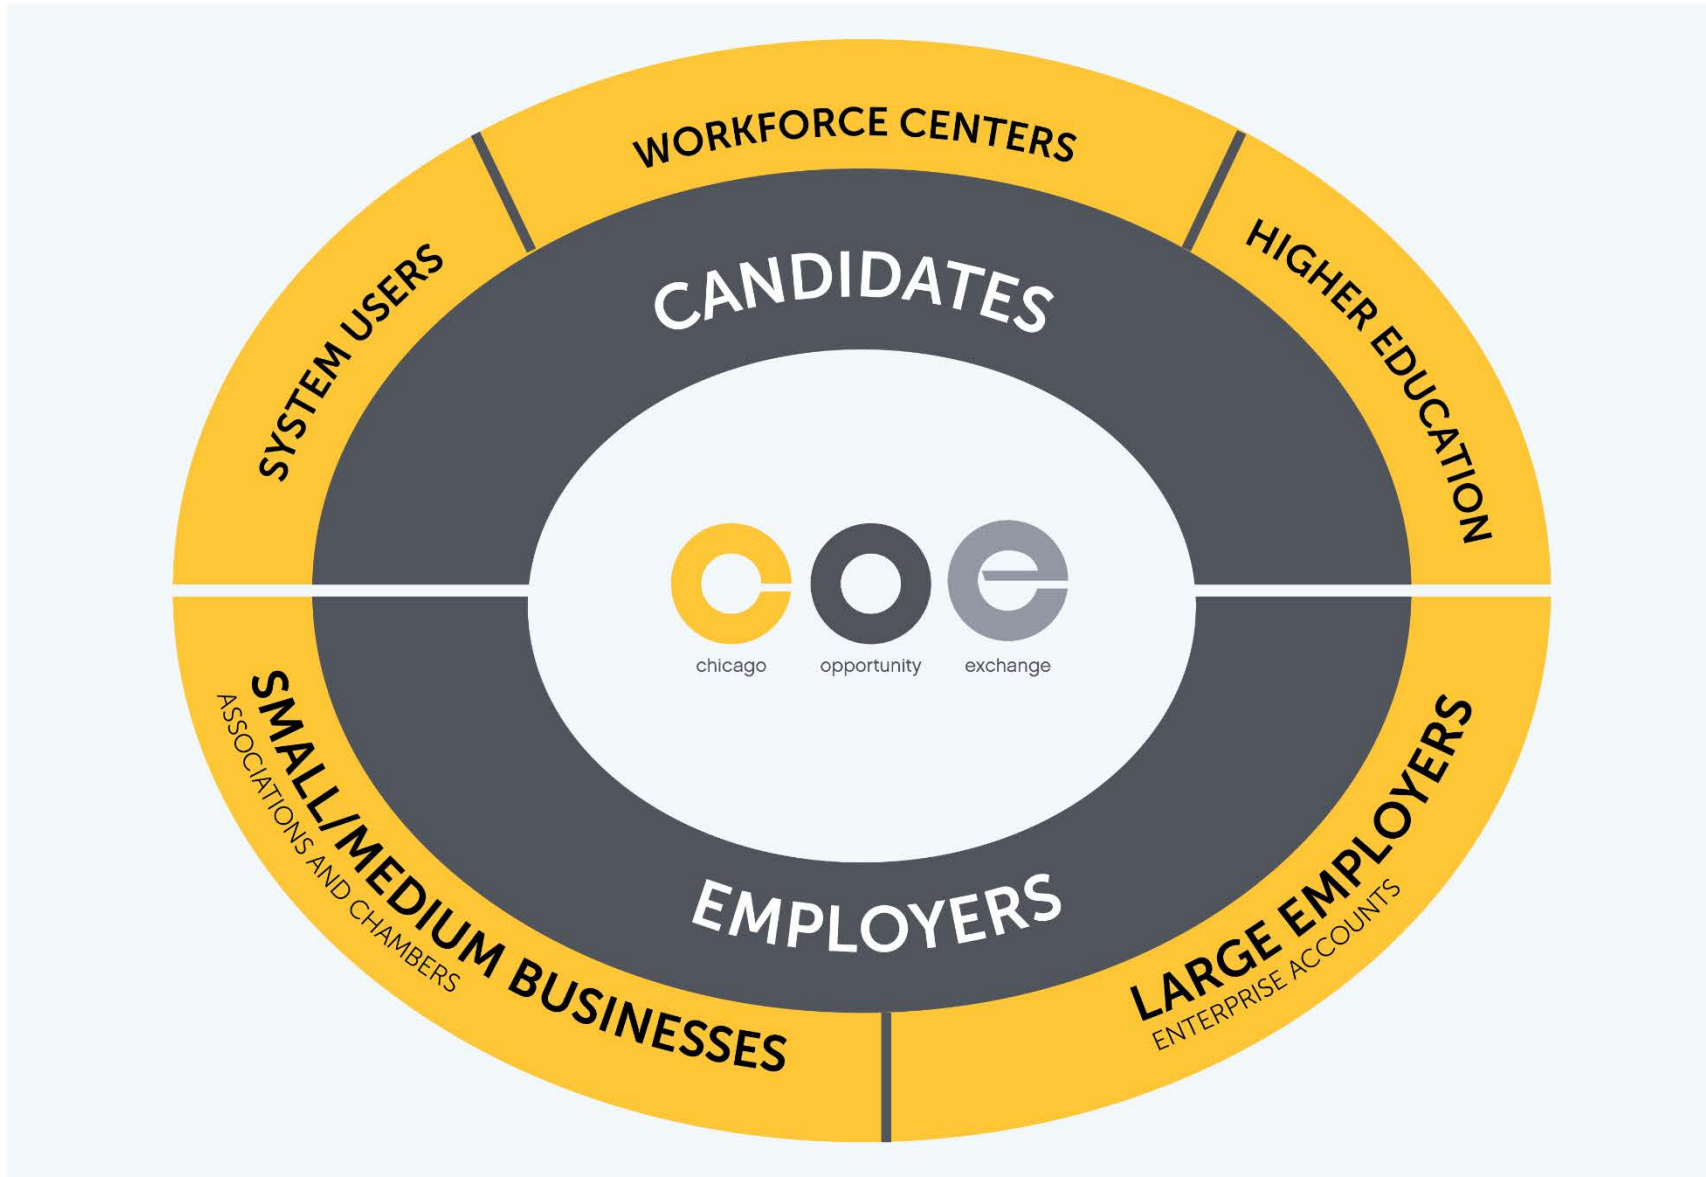 WORKFORCE CENTERS
SYSTEM USERS
HIGHER EDUCATION
CANDIDATES
coe
chicago opportunity exchange
EMPLOYERS
SMALL/MEDIUM BUSINESSES
ASSOCIATIONS AND CHAMBERS
LARGE EMPLOYERS
ENTERPRISE ACCOUNTS